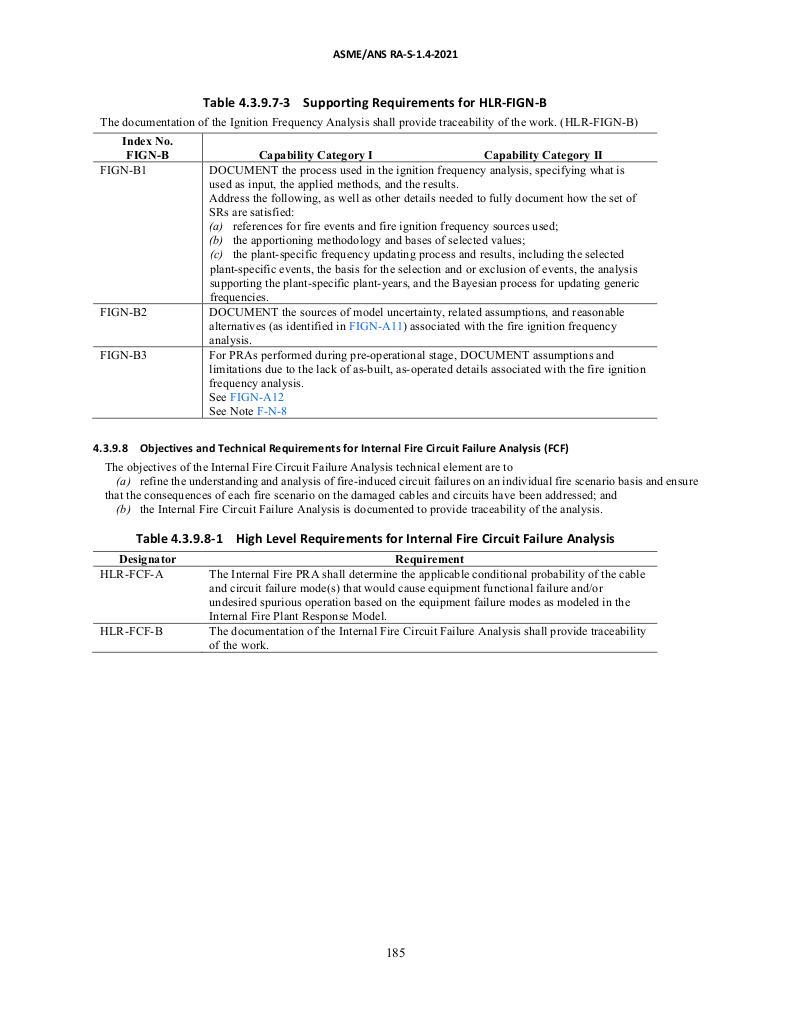 ASME/ANS RA-S-1.4-2021
Table 4.3.9.7-3 Supporting Requirements for HLR-FIGN-B
The documentation of the Ignition Frequency Analysis shall provide traceability of the work. (HLR-FIGN-B)
Index No.
FIGN-B
Capability Category I Capability Category II
FIGN-B1
DOCUMENT the process used in the ignition frequency analysis, specifying what is
used as input, the applied methods, and the results.
Address the following, as well as other details needed to fully document how the set of
SRs are satisfied:
(a) references for fire events and fire ignition frequency sources used;
(b) the apportioning methodology and bases of selected values;
(c) the plant-specific frequency updating process and results, including the selected
plant-specific events, the basis for the selection and or exclusion of events, the analysis
supporting the plant-specific plant-years, and the Bayesian process for updating generic
frequencies.
FIGN-B2
DOCUMENT the sources of model uncertainty, related assumptions, and reasonable
alternatives (as identified in FIGN-A11) associated with the fire ignition frequency
analysis.
FIGN-B3
For PRAs performed during pre-operational stage, DOCUMENT assumptions and
limitations due to the lack of as-built, as-operated details associated with the fire ignition
frequency analysis.
See FIGN-A12
See Note F-N-8
4.3.9.8 Objectives and Technical Requirements for Internal Fire Circuit Failure Analysis (FCF)
The objectives of the Internal Fire Circuit Failure Analysis technical element are to
(a) refine the understanding and analysis of fire-induced circuit failures on an individual fire scenario basis and ensure
that the consequences of each fire scenario on the damaged cables and circuits have been addressed; and
(b) the Internal Fire Circuit Failure Analysis is documented to provide traceability of the analysis.
Table 4.3.9.8-1 High Level Requirements for Internal Fire Circuit Failure Analysis
Designator Requirement
HLR-FCF-A
The Internal Fire PRA shall determine the applicable conditional probability of the cable
and circuit failure mode(s) that would cause equipment functional failure and/or
undesired spurious operation based on the equipment failure modes as modeled in the
Internal Fire Plant Response Model.
HLR-FCF-B
The documentation of the Internal Fire Circuit Failure Analysis shall provide traceability
of the work.
185